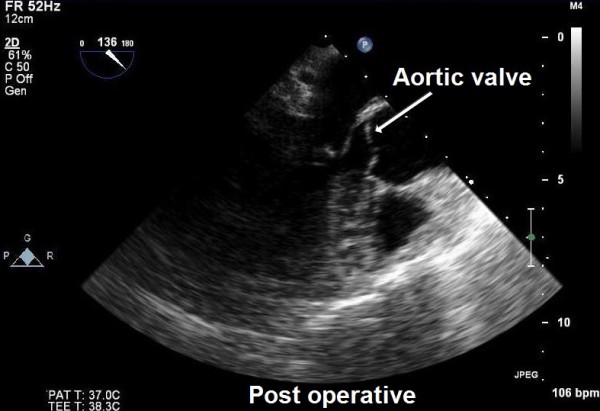 FR 52Hz
12cm
M4
2D
61%
C 50
P Off
Gen
0 136 180
P
0
Aortic valve
5
G
P R
10
JPEG
PAT T: 37.0C
TEE T: 38.3C
Post operative
106 bpm